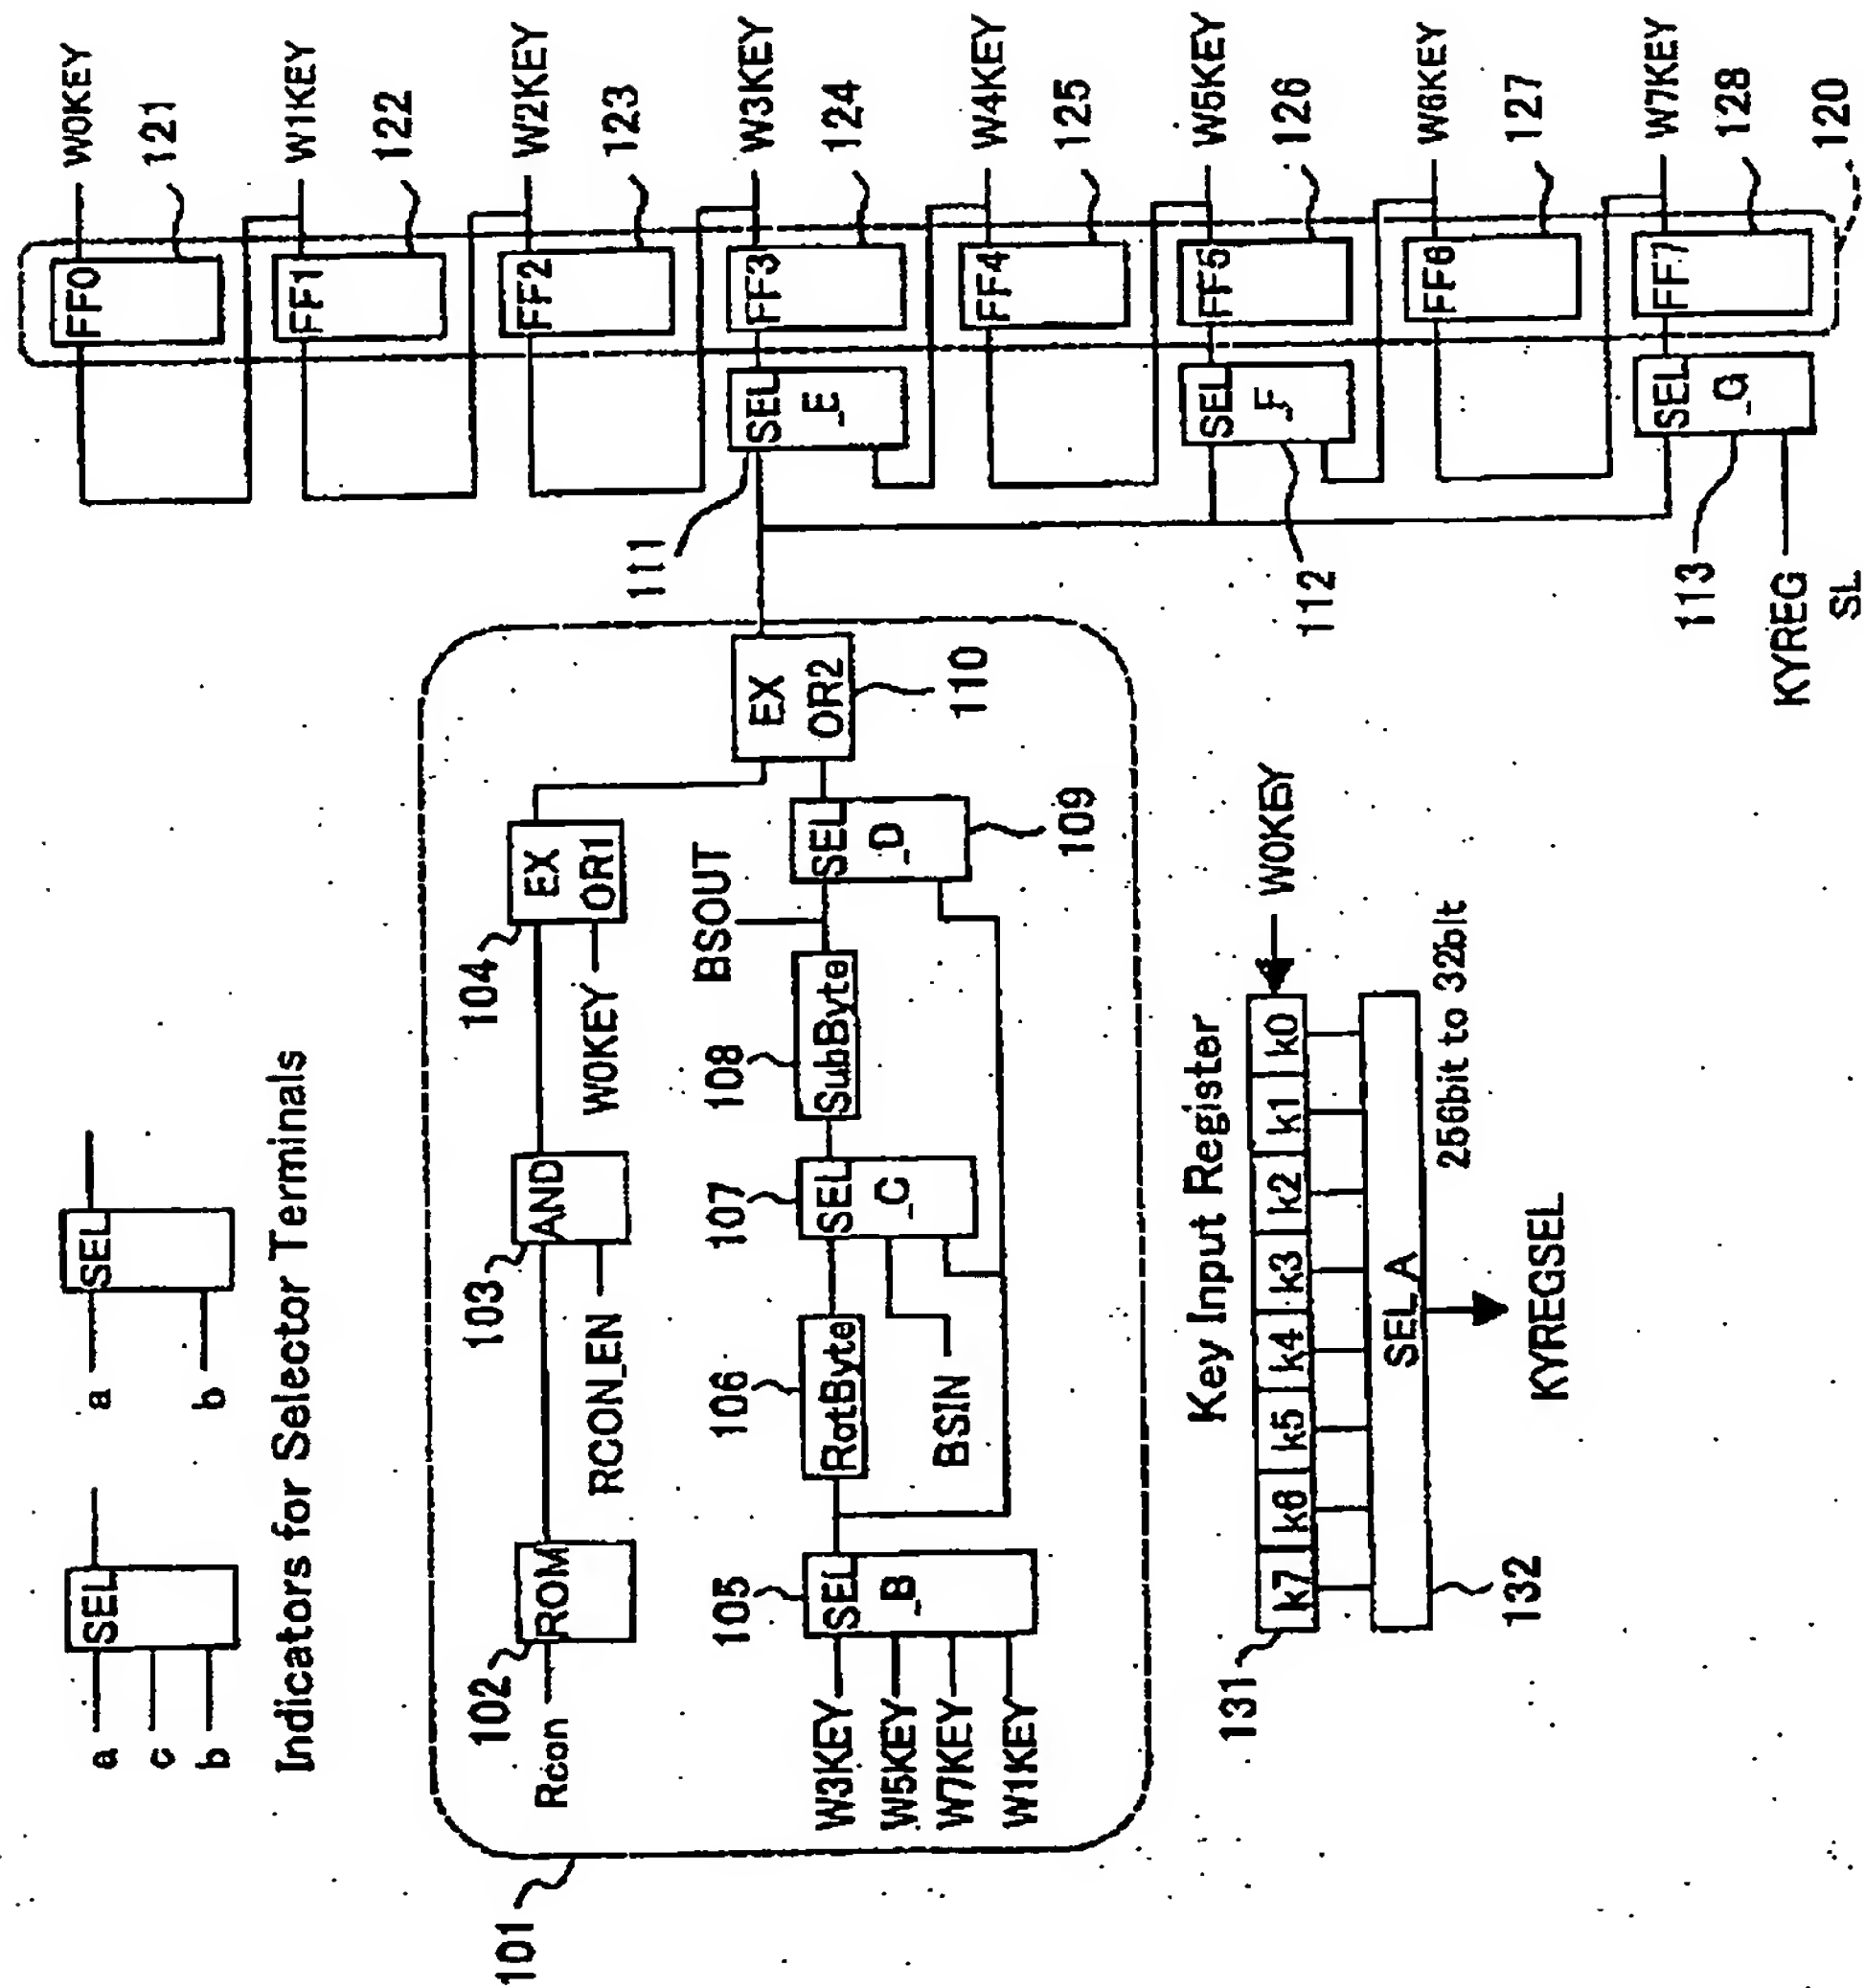 a
c
b
SEL
a
b
SEL
Indicators for Selector Terminals
101
Rcon
102
ROM
103
AND
RCON_EN
104
EX
OR1
W0KEY
W3KEY
W5KEY
W7KEY
W1KEY
105
SEL
_B
106
RotByte
BSIN
107
SEL
_C
108
SubByte
BSOUT
SEL
_D
109
EX
OR2
110
111
SEL
_E
112
SEL
_F
113
SEL
_G
KYREG
SL
FF0
W0KEY
121
FF1
W1KEY
122
FF2
W2KEY
123
FF3
W3KEY
124
FF4
W4KEY
125
FF5
W5KEY
126
FF6
W6KEY
127
FF7
W7KEY
128
120
Key Input Register
131
k7 k6 k5 k4 k3 k2 k1 k0
W0KEY
SEL_A
132
256bit to 32bit
KYREGSEL